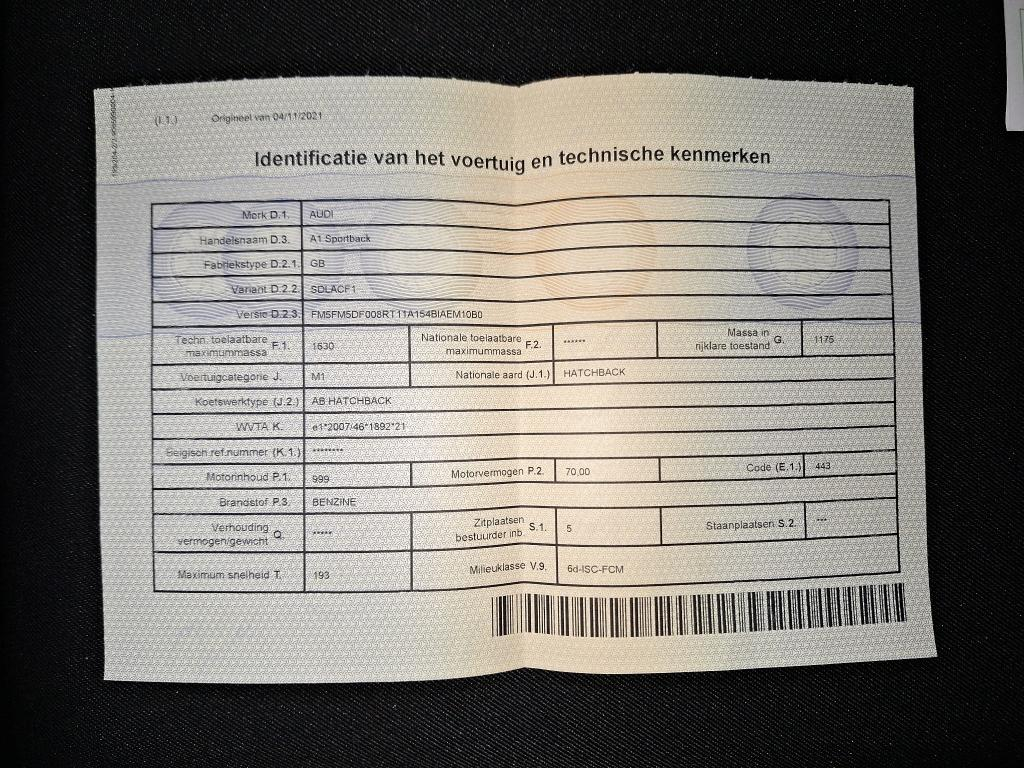 (I.1.) Origineel van 04/11/2021
Identificatie van het voertuig en technische kenmerken
Merk D.1. AUDI
Handelsnaam D.3. A1 Sportback
Fabriekstype D.2.1. GB
Variant D.2.2. SDLACF1
Versie D.2.3. FM5FM5DF008RT11A154BIAEM10B0
Techn. toelaatbare maximummassa F.1. 1630 Nationale toelaatbare maximummassa F.2. ****** Massa in rijklare toestand G. 1175
Voertuigcategorie J. M1 Nationale aard (J.1.) HATCHBACK
Koetswerktype (J.2.) AB HATCHBACK
WVTA K. e1*2007/46*1892*21
Belgisch ref.nummer (K.1.) ********
Motorinhoud P.1. 999 Motorvermogen P.2. 70,00 Code (E.1.) 443
Brandstof P.3. BENZINE
Verhouding vermogen/gewicht Q. ***** Zitplaatsen bestuurder inb. S.1. 5 Staanplaatsen S.2. ***
Maximum snelheid T. 193 Milieuklasse V.9. 6d-ISC-FCM